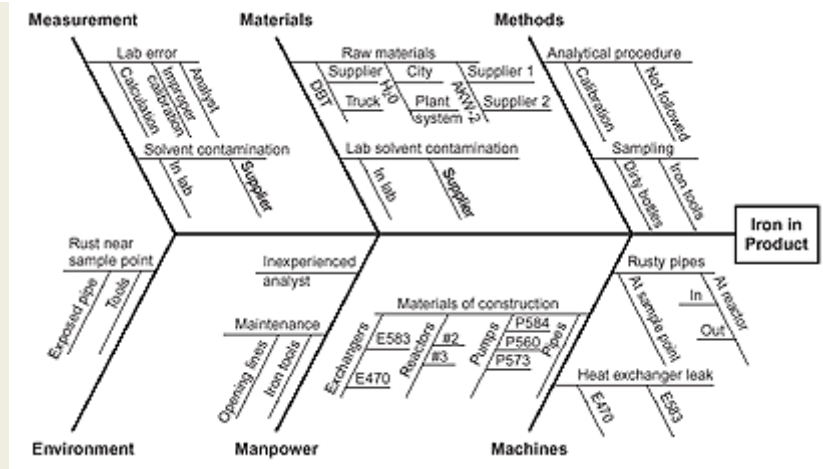 Measurement
Materials
Methods
Lab error
Calculation
Improper
calibration
Analyst
Solvent contamination
In lab
Supplier
Raw materials
DBT
Supplier
Truck
H20
City
Plant
system
AKW-2
Supplier 1
Supplier 2
Lab solvent contamination
In lab
Supplier
Analytical procedure
Calibration
Not followed
Sampling
Dirty bottles
Iron tools
Iron in
Product
Rust near
sample point
Exposed pipe
Tools
Inexperienced
analyst
Maintenance
Opening lines
Iron tools
Materials of construction
Exchangers
E583
E470
Reactors
#2
#3
Pumps
P584
P560
P573
Pipes
Rusty pipes
At sample point
At reactor
In
Out
Heat exchanger leak
E470
E583
Environment
Manpower
Machines